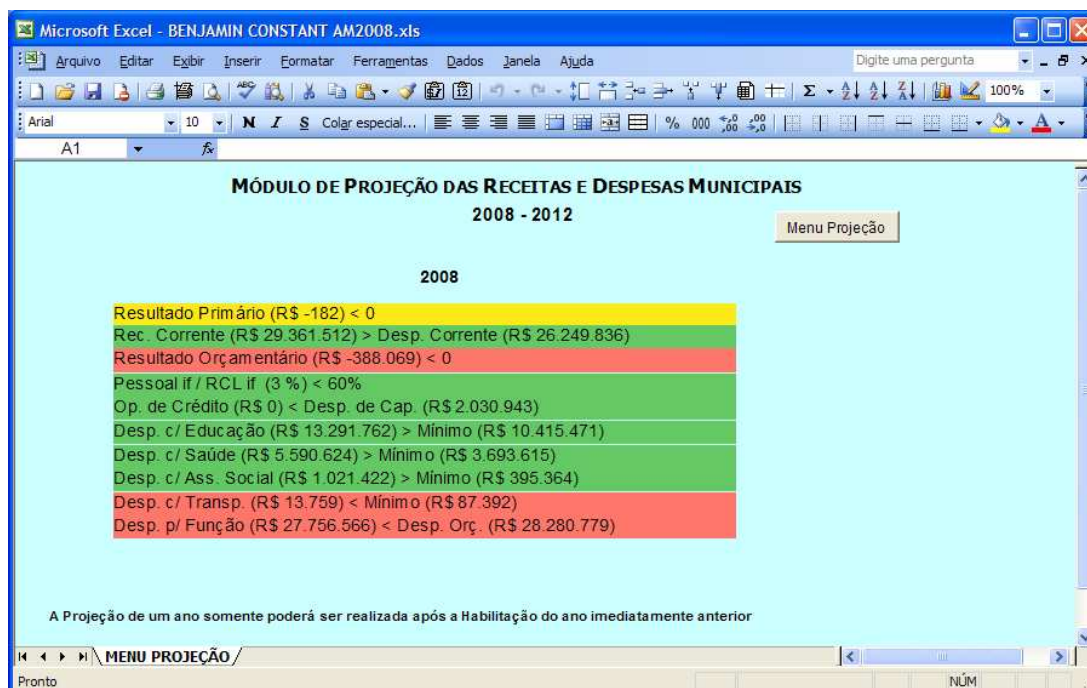 Microsoft Excel - BENJAMIN CONSTANT AM2008.xls
Arquivo Editar Exibir Inserir Formatar Ferramentas Dados Janela Ajuda Digite uma pergunta
100%
Arial 10 N I S Colar especial... % 000
A1 fx
MÓDULO DE PROJEÇÃO DAS RECEITAS E DESPESAS MUNICIPAIS
2008 - 2012
Menu Projeção
2008
Resultado Primário (R$ -182) < 0
Rec. Corrente (R$ 29.361.512) > Desp. Corrente (R$ 26.249.836)
Resultado Orçamentário (R$ -388.069) < 0
Pessoal if / RCL if (3 %) < 60%
Op. de Crédito (R$ 0) < Desp. de Cap. (R$ 2.030.943)
Desp. c/ Educação (R$ 13.291.762) > Mínimo (R$ 10.415.471)
Desp. c/ Saúde (R$ 5.590.624) > Mínimo (R$ 3.693.615)
Desp. c/ Ass. Social (R$ 1.021.422) > Mínimo (R$ 395.364)
Desp. c/ Transp. (R$ 13.759) < Mínimo (R$ 87.392)
Desp. p/ Função (R$ 27.756.566) < Desp. Orç. (R$ 28.280.779)
A Projeção de um ano somente poderá ser realizada após a Habilitação do ano imediatamente anterior
MENU PROJEÇÃO
Pronto NÚM